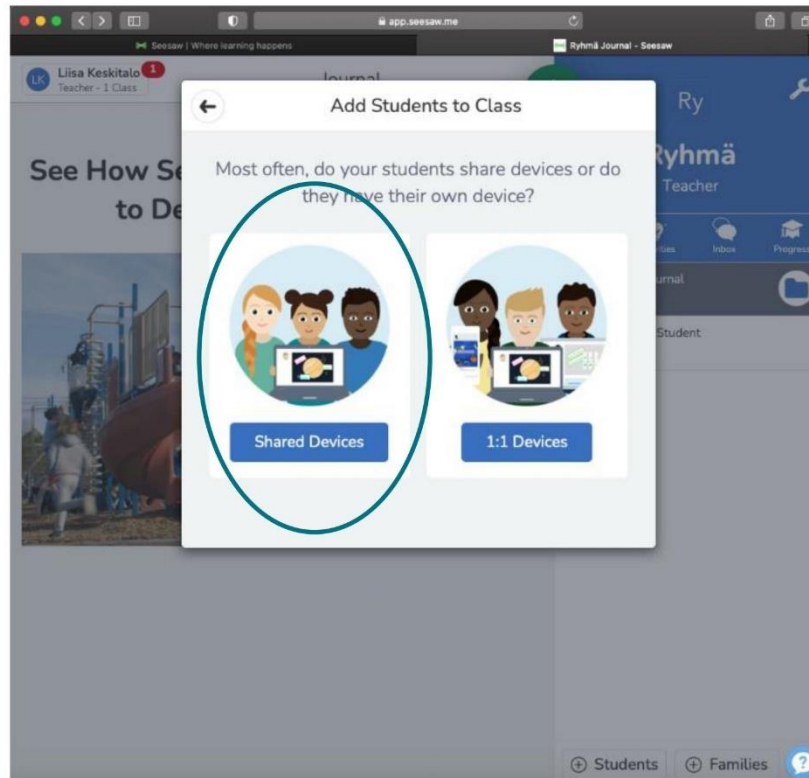 app.seesaw.me
Seesaw | Where learning happens
Ryhmä Journal - Seesaw
LK
Liisa Keskitalo
1
Teacher - 1 Class
Journal
Add Students to Class
Ry
Ryhmä
Teacher
See How Se
to De
Most often, do your students share devices or do
they have their own device?
Inbox
Progress
urnal
Student
Shared Devices
1:1 Devices
Students
Families
?